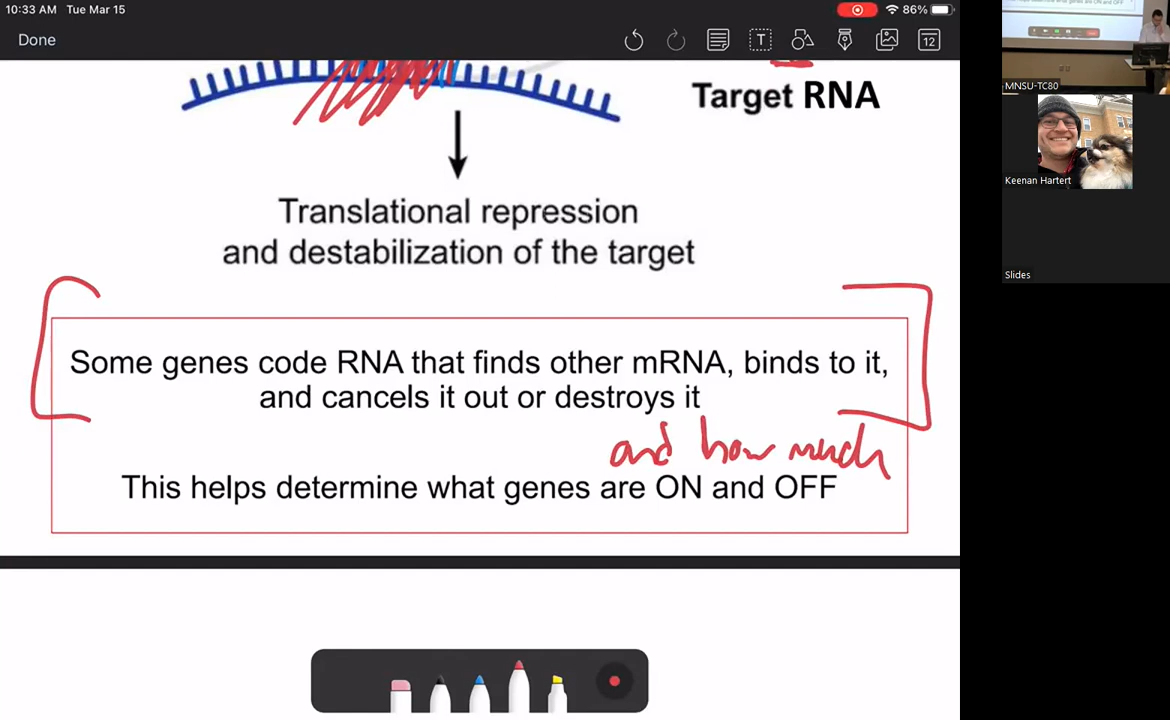 10:33 AM Tue Mar 15
86%
Done
T
12
Target RNA
Translational repression
and destabilization of the target
Some genes code RNA that finds other mRNA, binds to it,
and cancels it out or destroys it
and how much
This helps determine what genes are ON and OFF
MNSU-TC80
Keenan Hartert
Slides